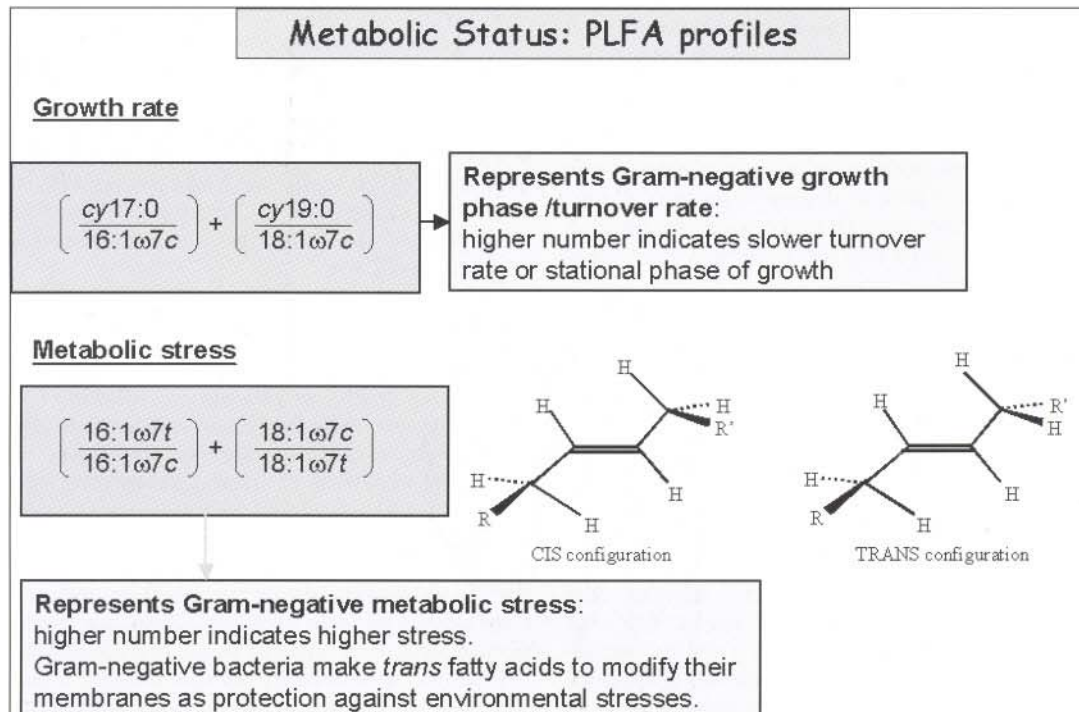 Metabolic Status: PLFA profiles
Growth rate
( cy17:0 / 16:1ω7c ) + ( cy19:0 / 18:1ω7c )
Represents Gram-negative growth
phase /turnover rate:
higher number indicates slower turnover
rate or stational phase of growth
Metabolic stress
( 16:1ω7t / 16:1ω7c ) + ( 18:1ω7c / 18:1ω7t )
H
H
H
R'
H
H
R
H
CIS configuration
H
H
R'
H
H
H
R
H
TRANS configuration
Represents Gram-negative metabolic stress:
higher number indicates higher stress.
Gram-negative bacteria make trans fatty acids to modify their
membranes as protection against environmental stresses.